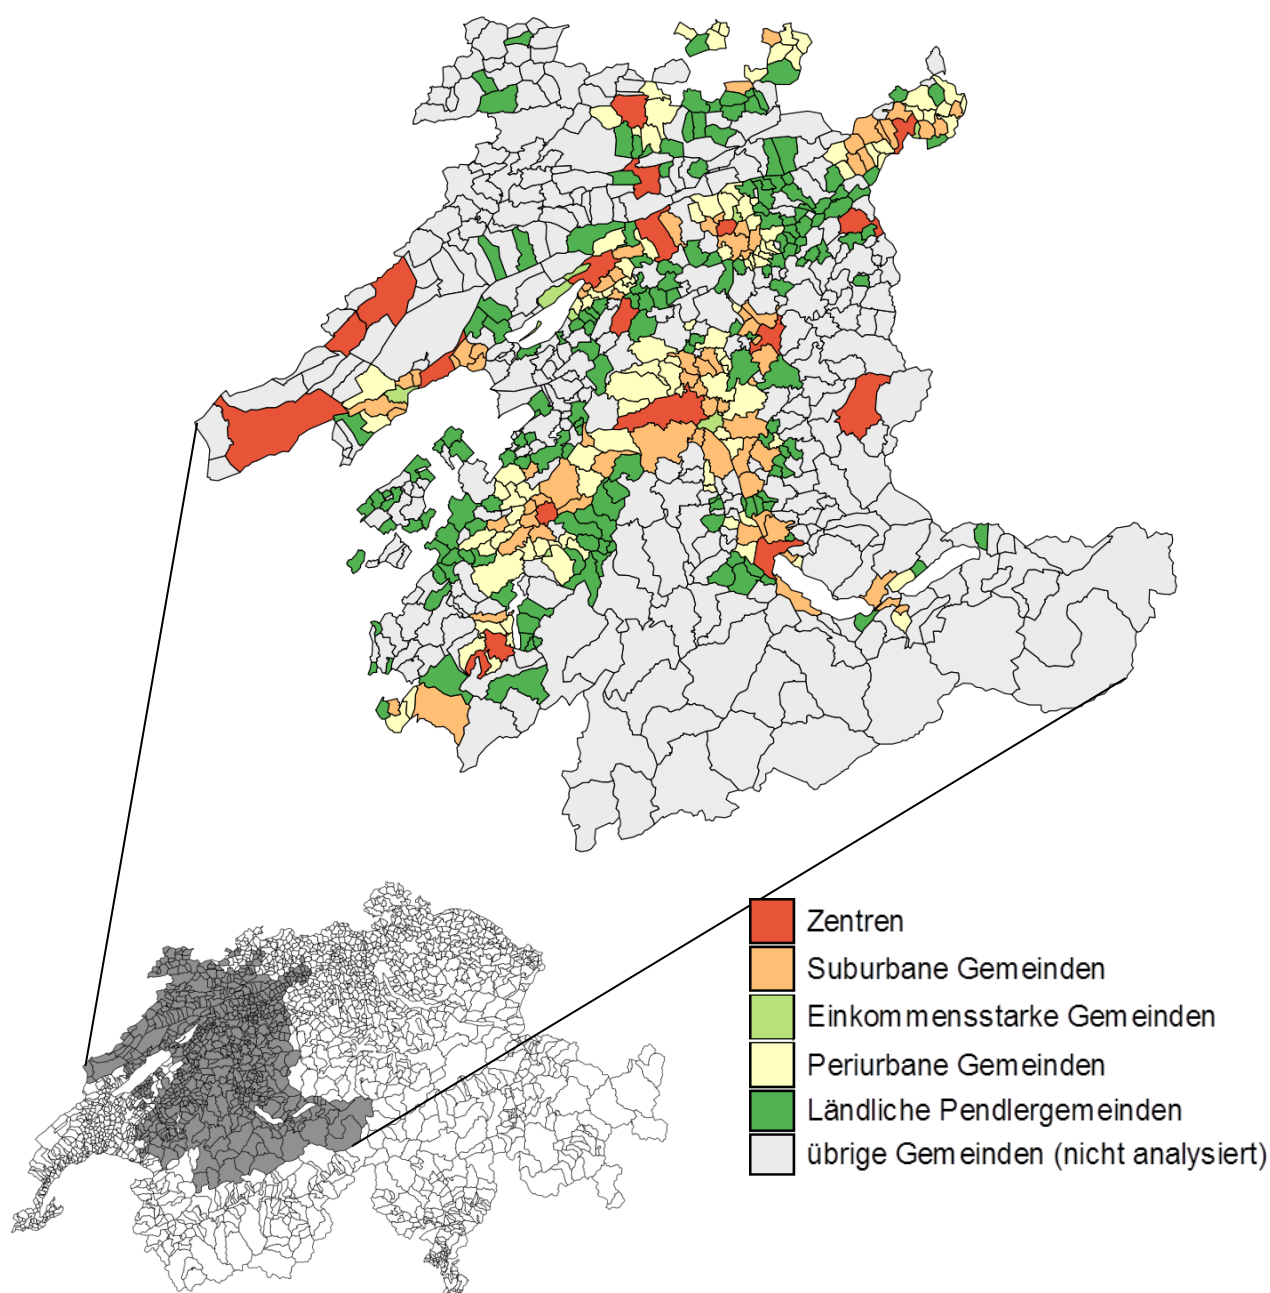 Zentren
Suburbane Gemeinden
Einkommensstarke Gemeinden
Periurbane Gemeinden
Ländliche Pendlergemeinden
übrige Gemeinden (nicht analysiert)